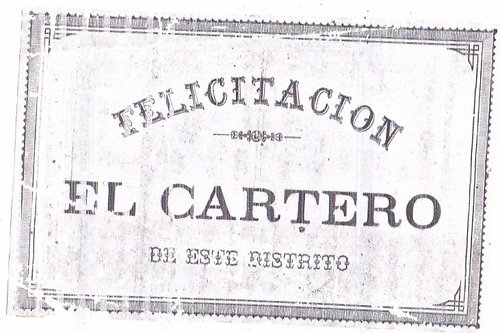 FELICITACION
EL CARTERO
DE ESTE DISTRITO